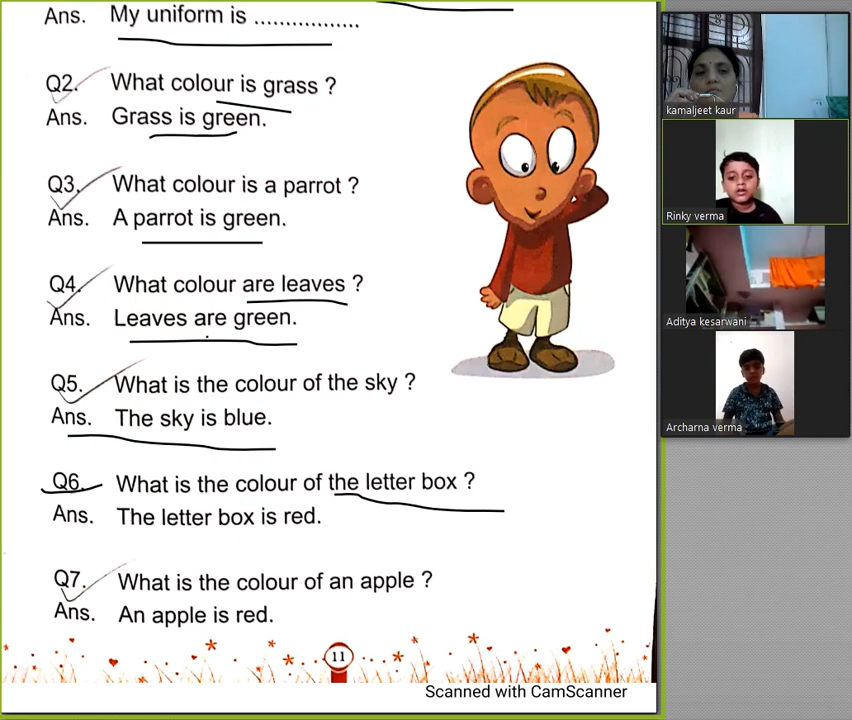 Ans. My uniform is .................
Q2. What colour is grass ?
Ans. Grass is green.
Q3. What colour is a parrot ?
Ans. A parrot is green.
Q4. What colour are leaves ?
Ans. Leaves are green.
Q5. What is the colour of the sky ?
Ans. The sky is blue.
Q6. What is the colour of the letter box ?
Ans. The letter box is red.
Q7. What is the colour of an apple ?
Ans. An apple is red.
11
Scanned with CamScanner
kamaljeet kaur
Rinky verma
Aditya kesarwani
Archarna verma